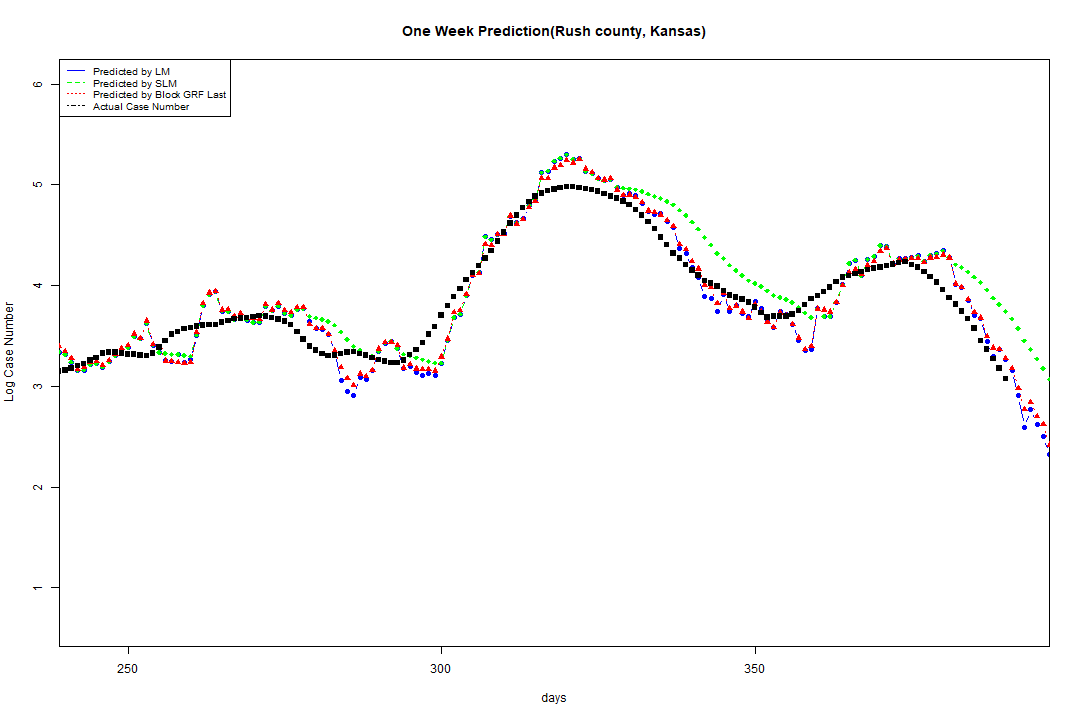 One Week Prediction(Rush county, Kansas)
Predicted by LM
Predicted by SLM
Predicted by Block GRF Last
Actual Case Number
6
5
4
3
2
1
Log Case Number
250
300
350
days